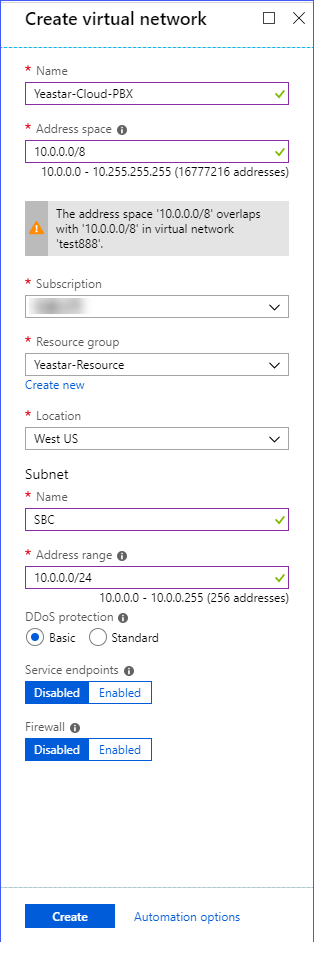 Create virtual network
* Name
Yeastar-Cloud-PBX
* Address space
10.0.0.0/8
10.0.0.0 - 10.255.255.255 (16777216 addresses)
The address space '10.0.0.0/8' overlaps
with '10.0.0.0/8' in virtual network
'test888'.
* Subscription
* Resource group
Yeastar-Resource
Create new
* Location
West US
Subnet
* Name
SBC
* Address range
10.0.0.0/24
10.0.0.0 - 10.0.0.255 (256 addresses)
DDoS protection
Basic Standard
Service endpoints
Disabled Enabled
Firewall
Disabled Enabled
Create Automation options